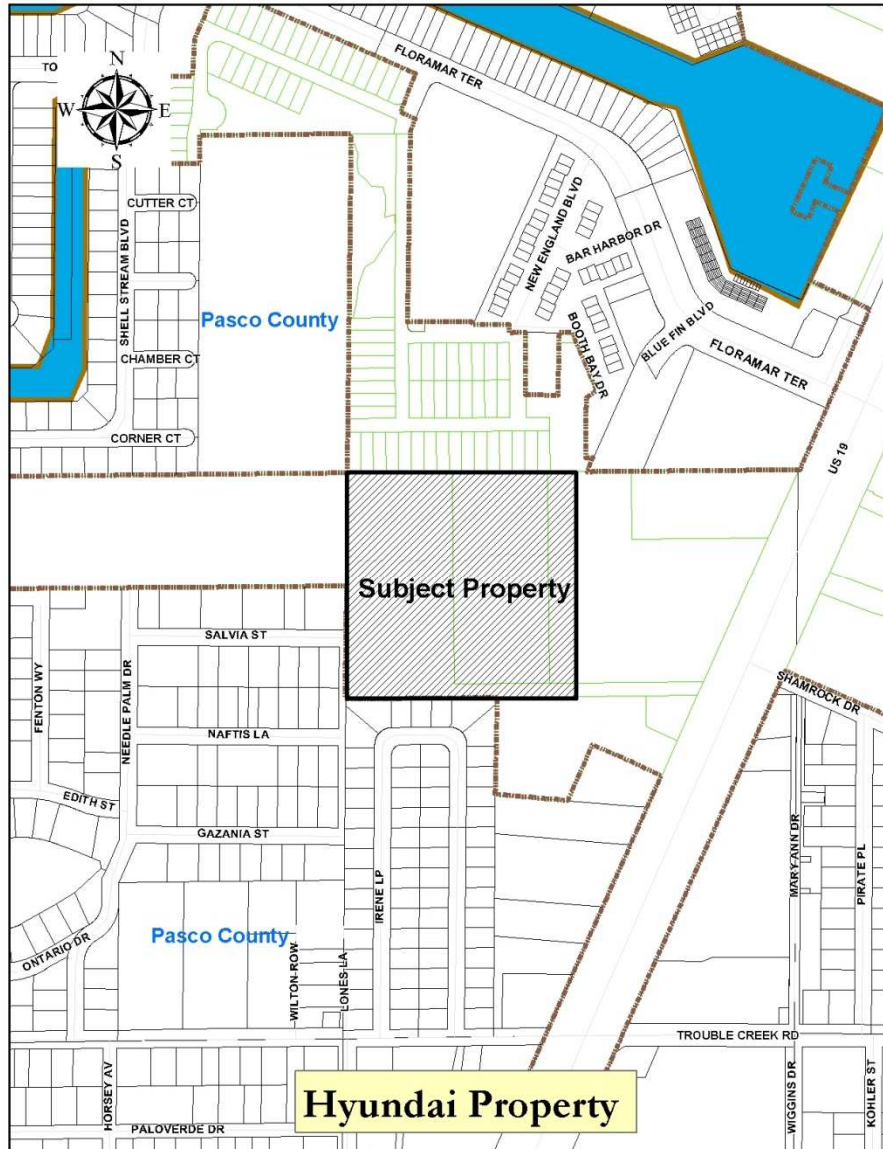 TO
N
W
E
S
FLORAMAR TER
CUTTER CT
SHELL STREAM BLVD
NEW ENGLAND BLVD
BAR HARBOR DR
Pasco County
CHAMBER CT
BOOTH BAY DR
BLUE FIN BLVD
FLORAMAR TER
CORNER CT
US 19
Subject Property
SALVIA ST
FENTON WY
NEEDLE PALM DR
SHAMROCK DR
NAFTIS LA
EDITH ST
GAZANIA ST
MARY ANN DR
PIRATE PL
IRENE LP
Pasco County
ONTARIO DR
WILTON ROW
LONES LA
TROUBLE CREEK RD
HORSEY AV
PALOVERDE DR
WIGGINS DR
KOHLER ST
Hyundai Property